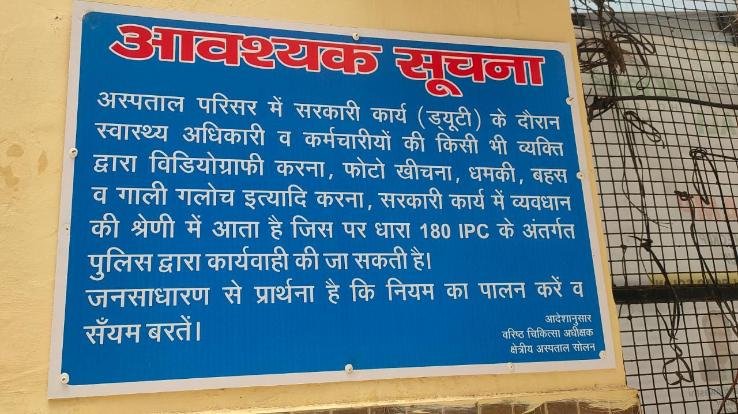 आवश्यक सूचना
अस्पताल परिसर में सरकारी कार्य (ड्यूटी) के दौरान
स्वास्थ्य अधिकारी व कर्मचारीयों की किसी भी व्यक्ति
द्वारा विडियोग्राफी करना, फोटो खीचना, धमकी, बहस
व गाली गलोच इत्यादि करना, सरकारी कार्य में व्यवधान
की श्रेणी में आता है जिस पर धारा 180 IPC के अंतर्गत
पुलिस द्वारा कार्यवाही की जा सकती है।
जनसाधारण से प्रार्थना है कि नियम का पालन करें व
सँयम बरतें।
आदेशानुसार
वरिष्ठ चिकित्सा अधीक्षक
क्षेत्रीय अस्पताल सोलन